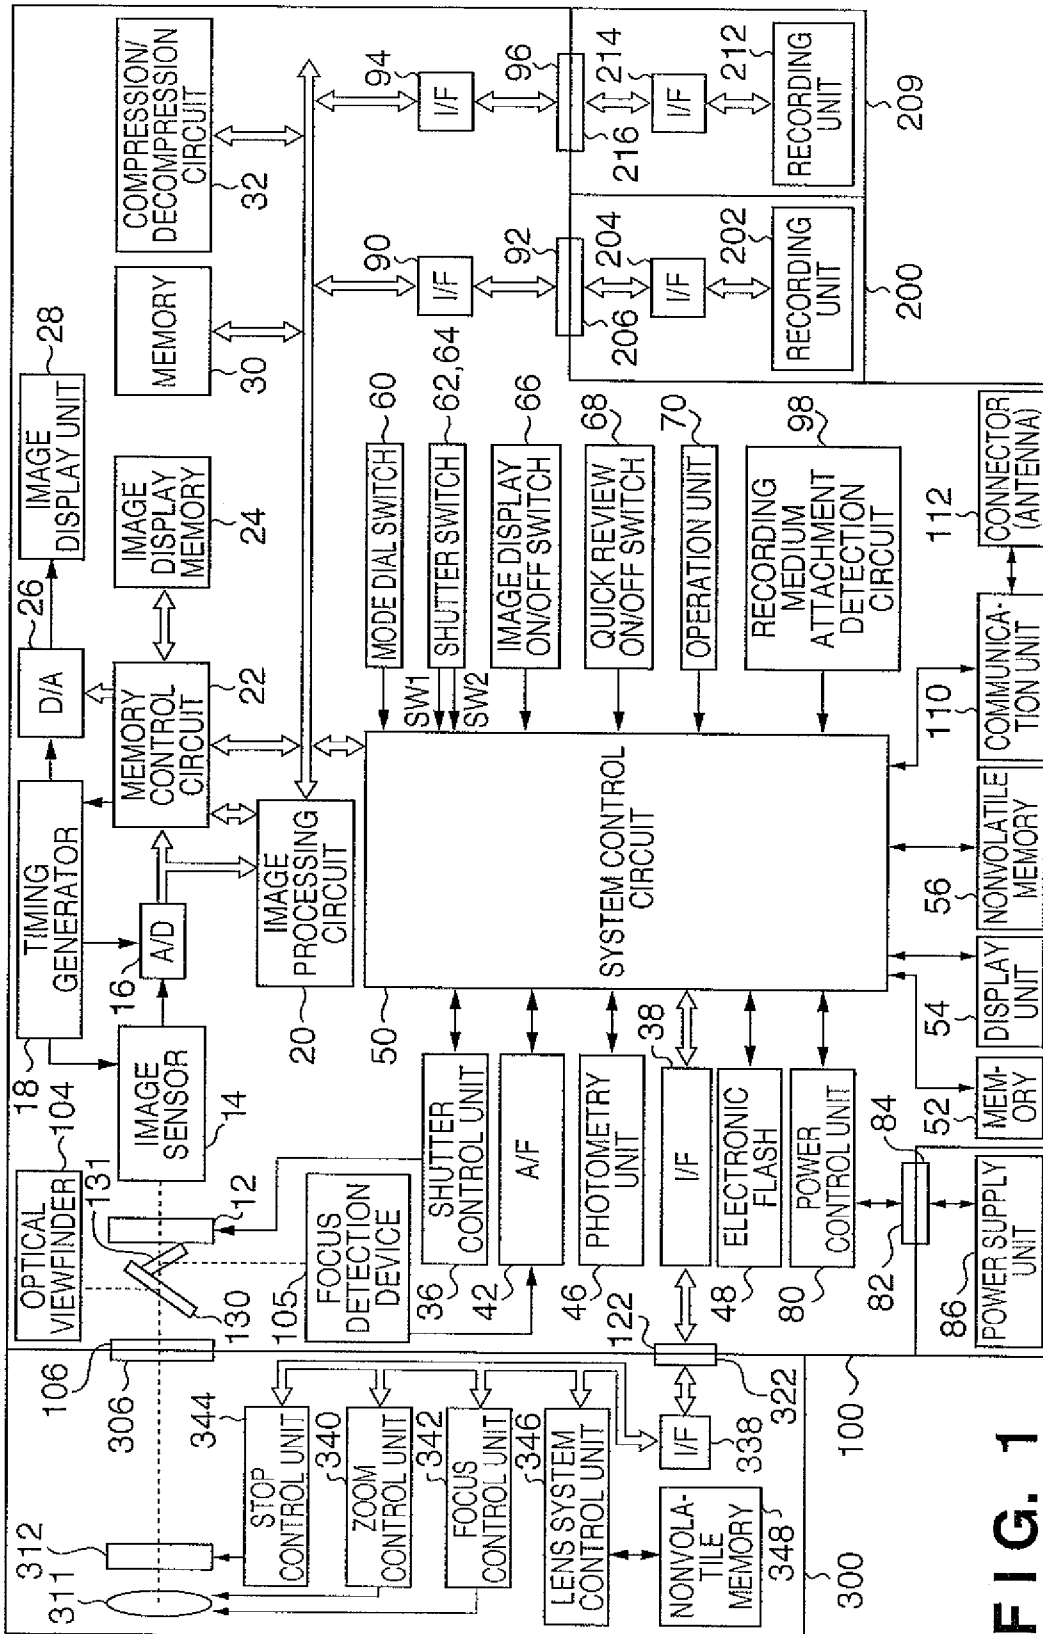 18
TIMING
GENERATOR
26
D/A
IMAGE
DISPLAY UNIT
28
OPTICAL
VIEWFINDER
104
131
130
12
IMAGE
SENSOR
14
16
A/D
MEMORY
CONTROL
CIRCUIT
22
IMAGE
DISPLAY
MEMORY
24
MEMORY
30
COMPRESSION/
DECOMPRESSION
CIRCUIT
32
IMAGE
PROCESSING
CIRCUIT
20
106
306
312
311
344
STOP
CONTROL UNIT
340
ZOOM
CONTROL UNIT
342
FOCUS
CONTROL UNIT
346
LENS SYSTEM
CONTROL UNIT
NONVOLA-
TILE
MEMORY
348
I/F
338
122
322
300
100
105
FOCUS
DETECTION
DEVICE
SHUTTER
CONTROL UNIT
36
A/F
42
PHOTOMETRY
UNIT
46
I/F
38
ELECTRONIC
FLASH
48
POWER
CONTROL UNIT
80
82
84
POWER SUPPLY
UNIT
86
50
SYSTEM CONTROL
CIRCUIT
MODE DIAL SWITCH
60
SW1
SW2
SHUTTER SWITCH
62,64
IMAGE DISPLAY
ON/OFF SWITCH
66
QUICK REVIEW
ON/OFF SWITCH
68
OPERATION UNIT
70
RECORDING
MEDIUM
ATTACHMENT
DETECTION
CIRCUIT
98
52
MEM-
ORY
54
DISPLAY
UNIT
56
NONVOLATILE
MEMORY
110
COMMUNICA-
TION UNIT
112
CONNECTOR
(ANTENNA)
90
I/F
92
206
204
I/F
202
RECORDING
UNIT
200
94
I/F
96
216
214
I/F
212
RECORDING
UNIT
209
FIG. 1